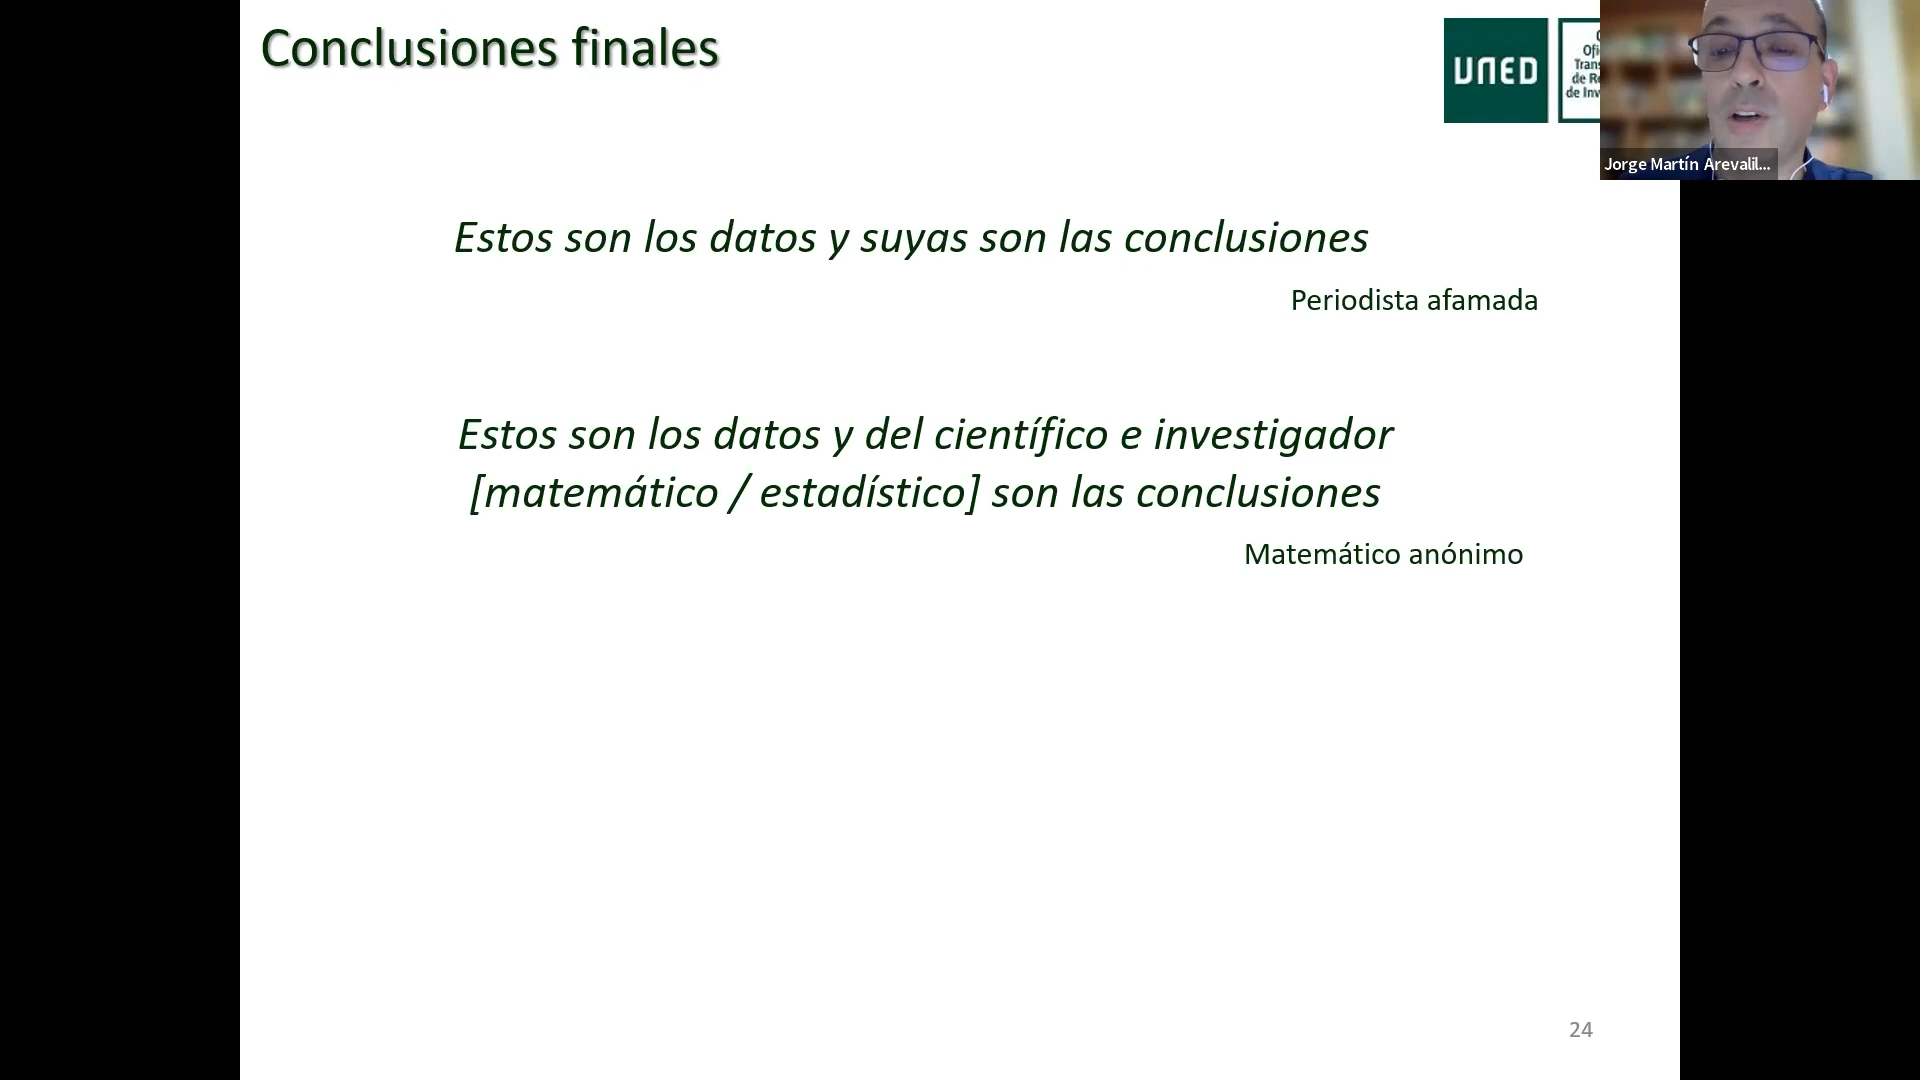 Conclusiones finales
UNED
Jorge Martín Arevalil...
Estos son los datos y suyas son las conclusiones
Periodista afamada
Estos son los datos y del científico e investigador
[matemático / estadístico] son las conclusiones
Matemático anónimo
24